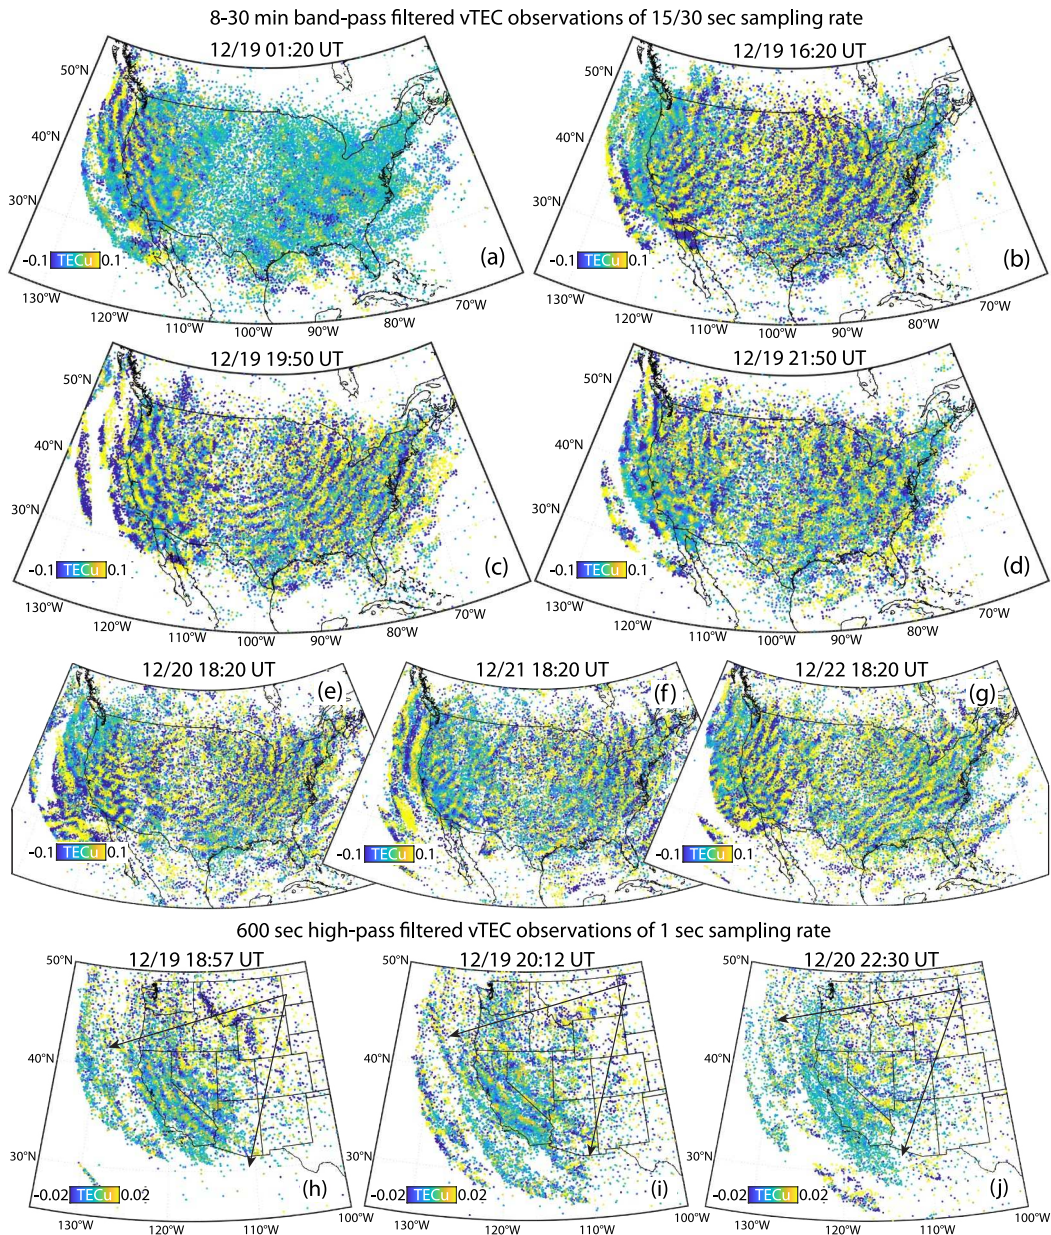 8-30 min band-pass filtered vTEC observations of 15/30 sec sampling rate
12/19 01:20 UT
50°N
40°N
30°N
-0.1 TECu 0.1
(a)
130°W
120°W
110°W
100°W
90°W
80°W
70°W
12/19 16:20 UT
50°N
40°N
30°N
-0.1 TECu 0.1
(b)
130°W
120°W
110°W
100°W
90°W
80°W
70°W
12/19 19:50 UT
50°N
40°N
30°N
-0.1 TECu 0.1
(c)
130°W
120°W
110°W
100°W
90°W
80°W
70°W
12/19 21:50 UT
50°N
40°N
30°N
-0.1 TECu 0.1
(d)
130°W
120°W
110°W
100°W
90°W
80°W
70°W
12/20 18:20 UT
(e)
-0.1 TECu 0.1
12/21 18:20 UT
(f)
-0.1 TECu 0.1
12/22 18:20 UT
(g)
-0.1 TECu 0.1
600 sec high-pass filtered vTEC observations of 1 sec sampling rate
12/19 18:57 UT
50°N
40°N
30°N
-0.02 TECu 0.02
(h)
130°W
120°W
110°W
100°W
12/19 20:12 UT
50°N
40°N
30°N
-0.02 TECu 0.02
(i)
130°W
120°W
110°W
100°W
12/20 22:30 UT
50°N
40°N
30°N
-0.02 TECu 0.02
(j)
130°W
120°W
110°W
100°W